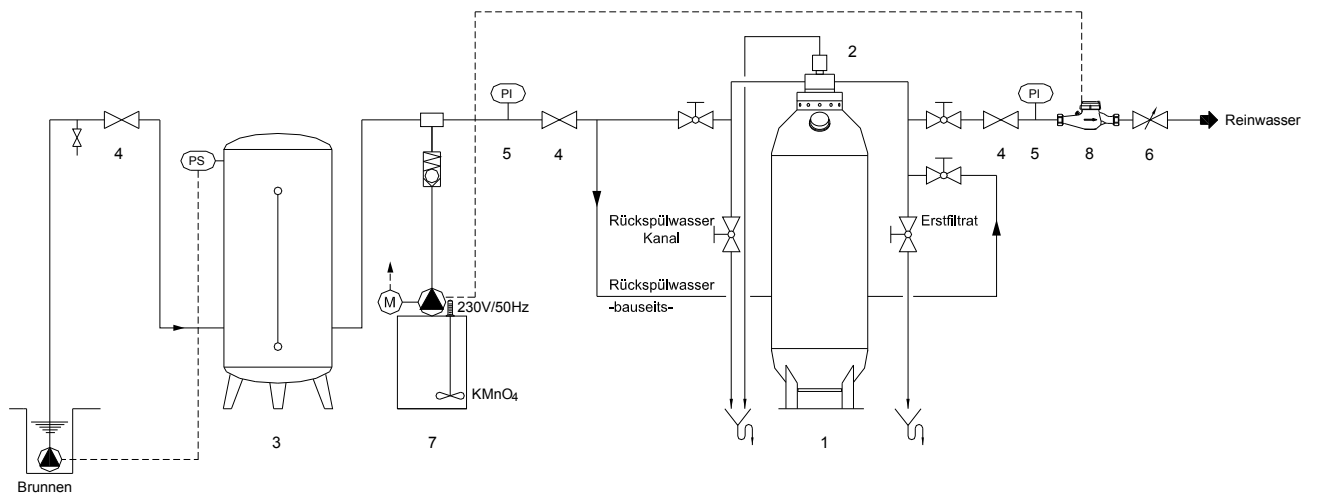 2
PI
PI
Reinwasser
4
PS
5
4
4
5
8
6
Rückspülwasser
Kanal
Erstfiltrat
Rückspülwasser
-bauseits-
M
230V/50Hz
KMnO4
3
7
1
Brunnen